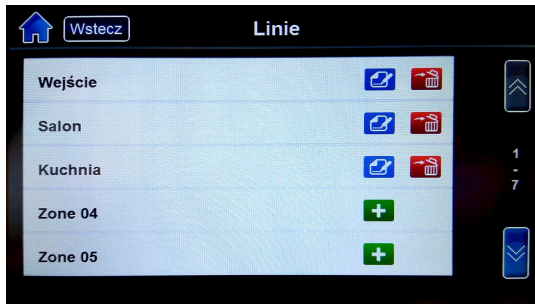 Wstecz
Linie
Wejście
Salon
Kuchnia
Zone 04
Zone 05
1
-
7